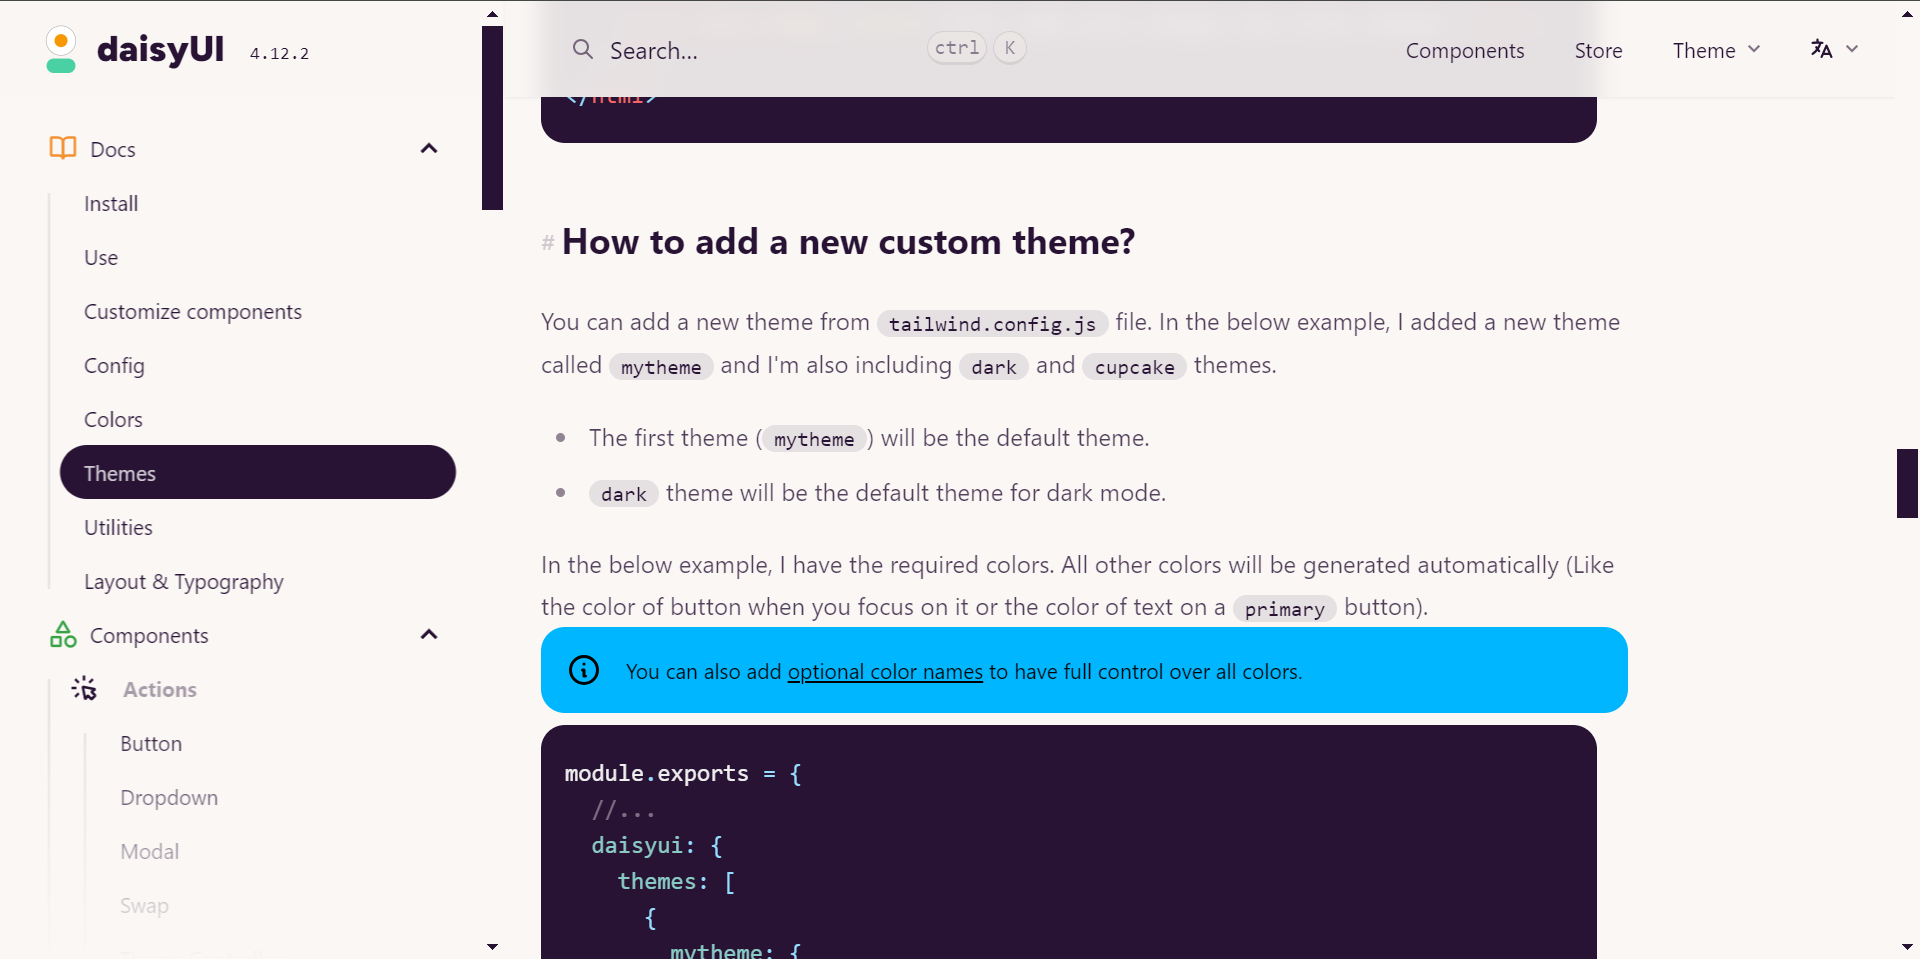 daisyUI 4.12.2
Search...
ctrl K
Components
Store
Theme
Docs
Install
Use
Customize components
Config
Colors
Themes
Utilities
Layout & Typography
Components
Actions
Button
Dropdown
Modal
Swap
</html>
# How to add a new custom theme?
You can add a new theme from tailwind.config.js file. In the below example, I added a new theme
called mytheme and I'm also including dark and cupcake themes.
The first theme (mytheme) will be the default theme.
dark theme will be the default theme for dark mode.
In the below example, I have the required colors. All other colors will be generated automatically (Like
the color of button when you focus on it or the color of text on a primary button).
You can also add optional color names to have full control over all colors.
module.exports = {
//...
daisyui: {
themes: [
{
mytheme: {